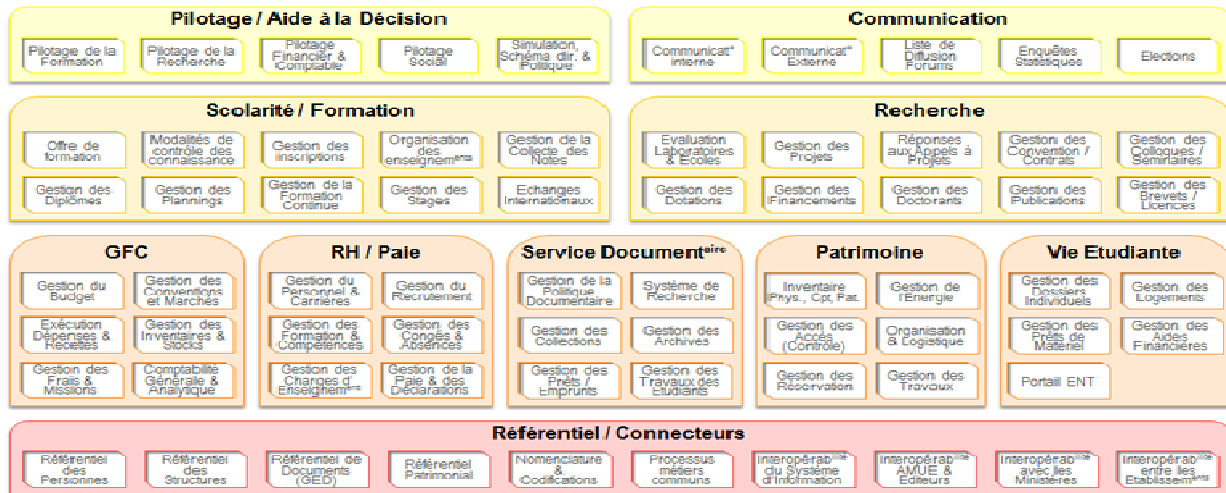 Pilotage / Aide à la Décision
Pilotage de la
Formation
Pilotage de la
Recherche
Pilotage
Financier &
Comptable
Pilotage
Social
Simulation,
Schéma dir. &
Politique
Communication
Communicat°
Interne
Communicat°
Externe
Liste de
Diffusion
Forums
Enquêtes
Statistiques
Elections
Scolarité / Formation
Offre de
formation
Modalités de
contrôle des
connaissance
Gestion des
inscriptions
Organisation
des
enseignements
Gestion de la
Collecte des
Notes
Gestion des
Diplômes
Gestion des
Plannings
Gestion de la
Formation
Continue
Gestion des
Stages
Echanges
Internationaux
Recherche
Evaluation
Laboratoires
& Ecoles
Gestion des
Projets
Réponses
aux Appels à
Projets
Gestion des
Convention /
Contrats
Gestion des
Colloques /
Séminaires
Gestion des
Dotations
Gestion des
Financements
Gestion des
Doctorants
Gestion des
Publications
Gestion des
Brevets /
Licences
GFC
Gestion du
Budget
Gestion des
Conventions
et Marchés
Exécution
Dépenses &
Recettes
Gestion des
Inventaires &
Stocks
Gestion des
Frais &
Missions
Comptabilité
Générale &
Analytique
RH / Paie
Gestion du
Personnel &
Carrières
Gestion du
Recrutement
Gestion des
Formation &
Compétences
Gestion des
Congés &
Absences
Gestion des
Charges d'
Enseignements
Gestion de la
Paie & des
Déclarations
Service Documentaire
Gestion de la
Politique
Documentaire
Système de
Recherche
Gestion des
Collections
Gestion des
Archives
Gestion des
Prêts /
Emprunts
Gestion des
Travaux des
Etudiants
Patrimoine
Inventaire
Phys., Cpt, Pat.
Gestion de
l'Énergie
Gestion des
Accès
(Contrôle)
Organisation
& Logistique
Gestion des
Réservation
Gestion des
Travaux
Vie Etudiante
Gestion des
Dossiers
Individuels
Gestion des
Logements
Gestion des
Prêts de
Matériel
Gestion des
Aides
Financières
Portail ENT
Référentiel / Connecteurs
Référentiel
des
Personnes
Référentiel
des
Structures
Référentiel de
Documents
(GED)
Référentiel
Patrimonial
Nomenclature
&
Codifications
Processus
métiers
communs
Interopérabilité
du Système
d'Information
Interopérabilité
AMUE &
Editeurs
Interopérabilité
avec les
Ministères
Interopérabilité
entre les
Etablissements